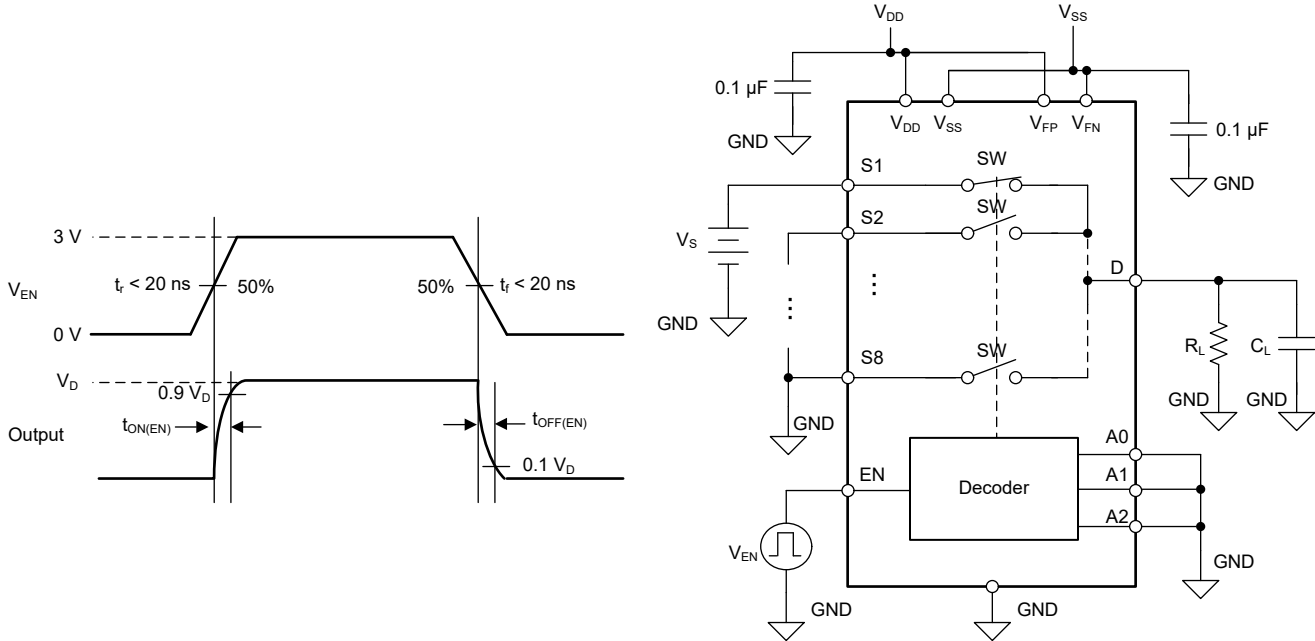 3 V
V_EN
t_r < 20 ns
50%
50%
t_f < 20 ns
0 V
V_D
0.9 V_D
Output
t_ON(EN)
t_OFF(EN)
0.1 V_D
V_DD
V_SS
0.1 µF
GND
V_DD
V_SS
V_FP
V_FN
0.1 µF
GND
S1
SW
S2
SW
V_S
GND
...
...
D
S8
SW
R_L
C_L
GND
GND
GND
A0
EN
Decoder
A1
A2
V_EN
GND
GND
GND